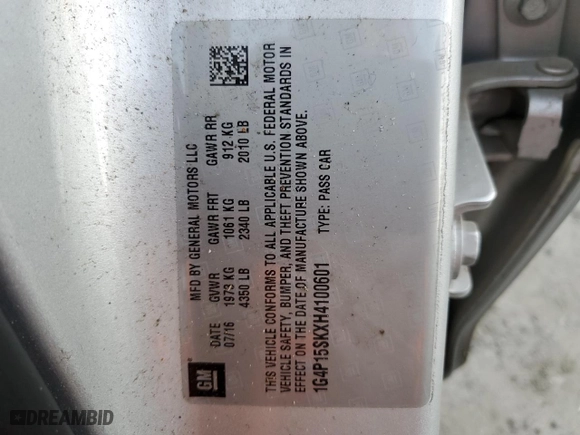 MFD BY GENERAL MOTORS LLC
DATE GVWR GAWR FRT GAWR RR
07/16 1973 KG 1061 KG 912 KG
4350 LB 2340 LB 2010 LB
THIS VEHICLE CONFORMS TO ALL APPLICABLE U.S. FEDERAL MOTOR
VEHICLE SAFETY, BUMPER, AND THEFT PREVENTION STANDARDS IN
EFFECT ON THE DATE OF MANUFACTURE SHOWN ABOVE.
1G4P15SKXH4100601 TYPE: PASS CAR
GM
DREAMBID